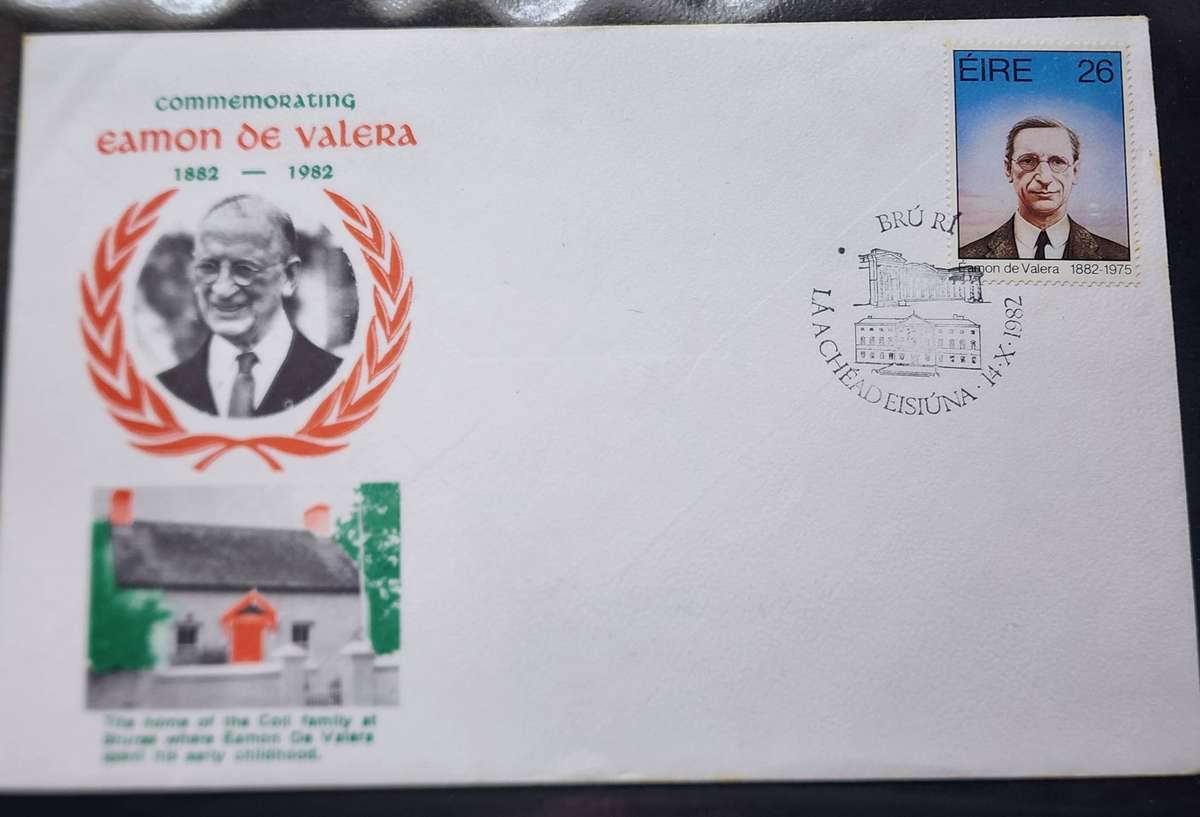 COMMEMORATING
EAMON DE VALERA
1882 — 1982
ÉIRE 26
Éamon de Valera 1882-1975
BRÚ RÍ
LÁ A CHÉAD EISIÚNA · 14·X·1982
The home of the Coll family at
Bruree where Eamon De Valera
spent his early childhood.